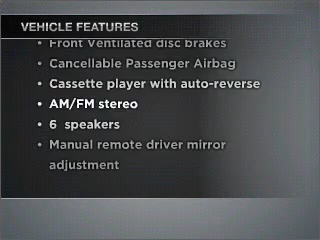 VEHICLE FEATURES
• Front Ventilated disc brakes
• Cancellable Passenger Airbag
• Cassette player with auto-reverse
• AM/FM stereo
• 6 speakers
• Manual remote driver mirror
adjustment